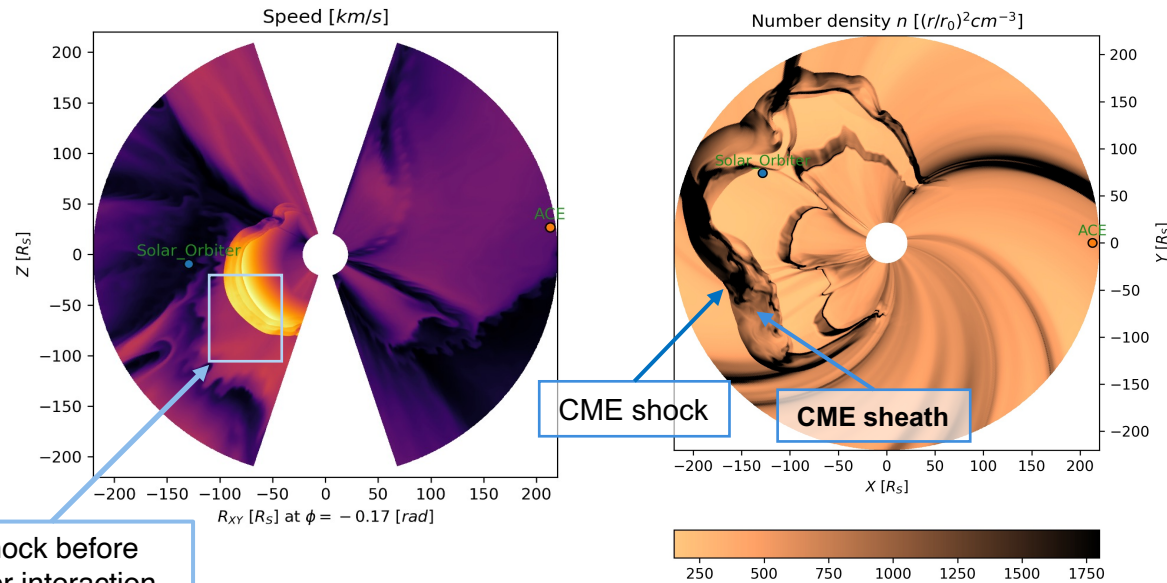 Speed [km/s]
200
150
100
50
0
−50
−100
−150
−200
Z [R_S]
Solar_Orbiter
ACE
−200 −150 −100 −50 0 50 100 150 200
R_XY [R_S] at ϕ = −0.17 [rad]
before
interaction
Number density n [(r/r_0)^2cm^−3]
Solar_Orbiter
ACE
200
150
100
50
0
−50
−100
−150
−200
Y [R_S]
CME shock
CME sheath
−200 −150 −100 −50 0 50 100 150 200
X [R_S]
250 500 750 1000 1250 1500 1750